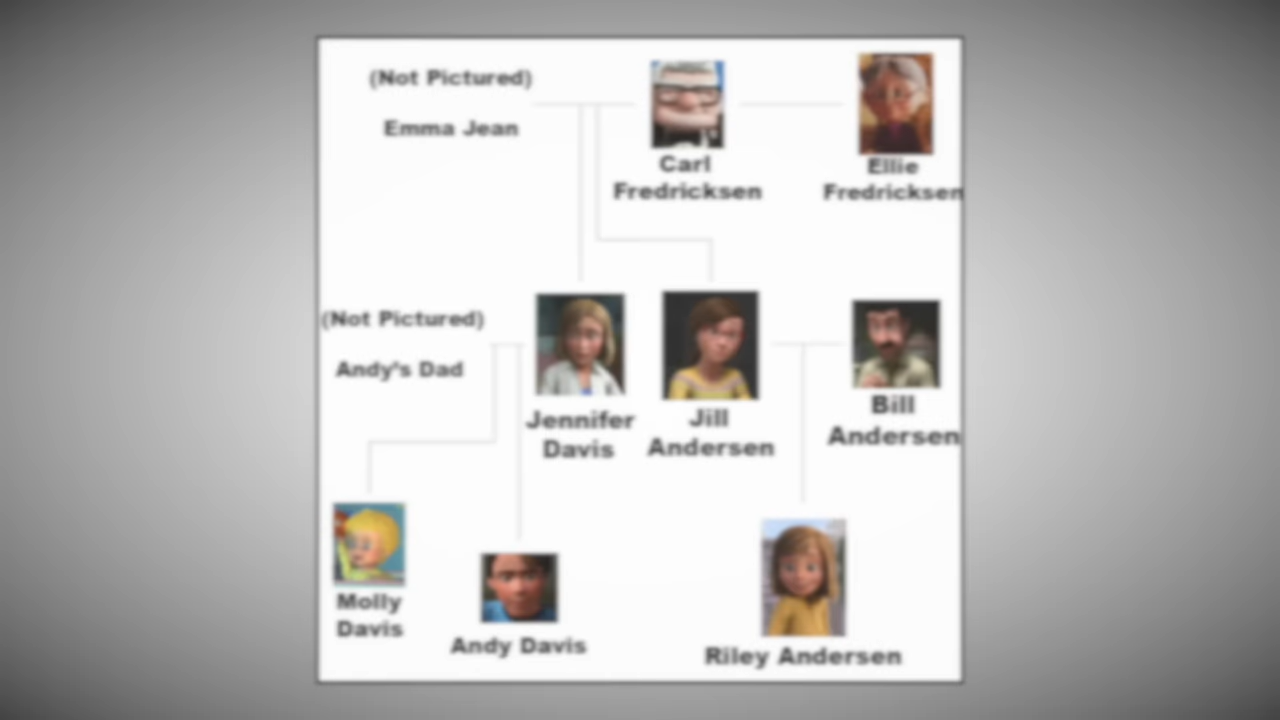 (Not Pictured)
Emma Jean
Carl
Fredricksen
Ellie
Fredricksen
(Not Pictured)
Andy's Dad
Jennifer
Davis
Jill
Andersen
Bill
Andersen
Molly
Davis
Andy Davis
Riley Andersen